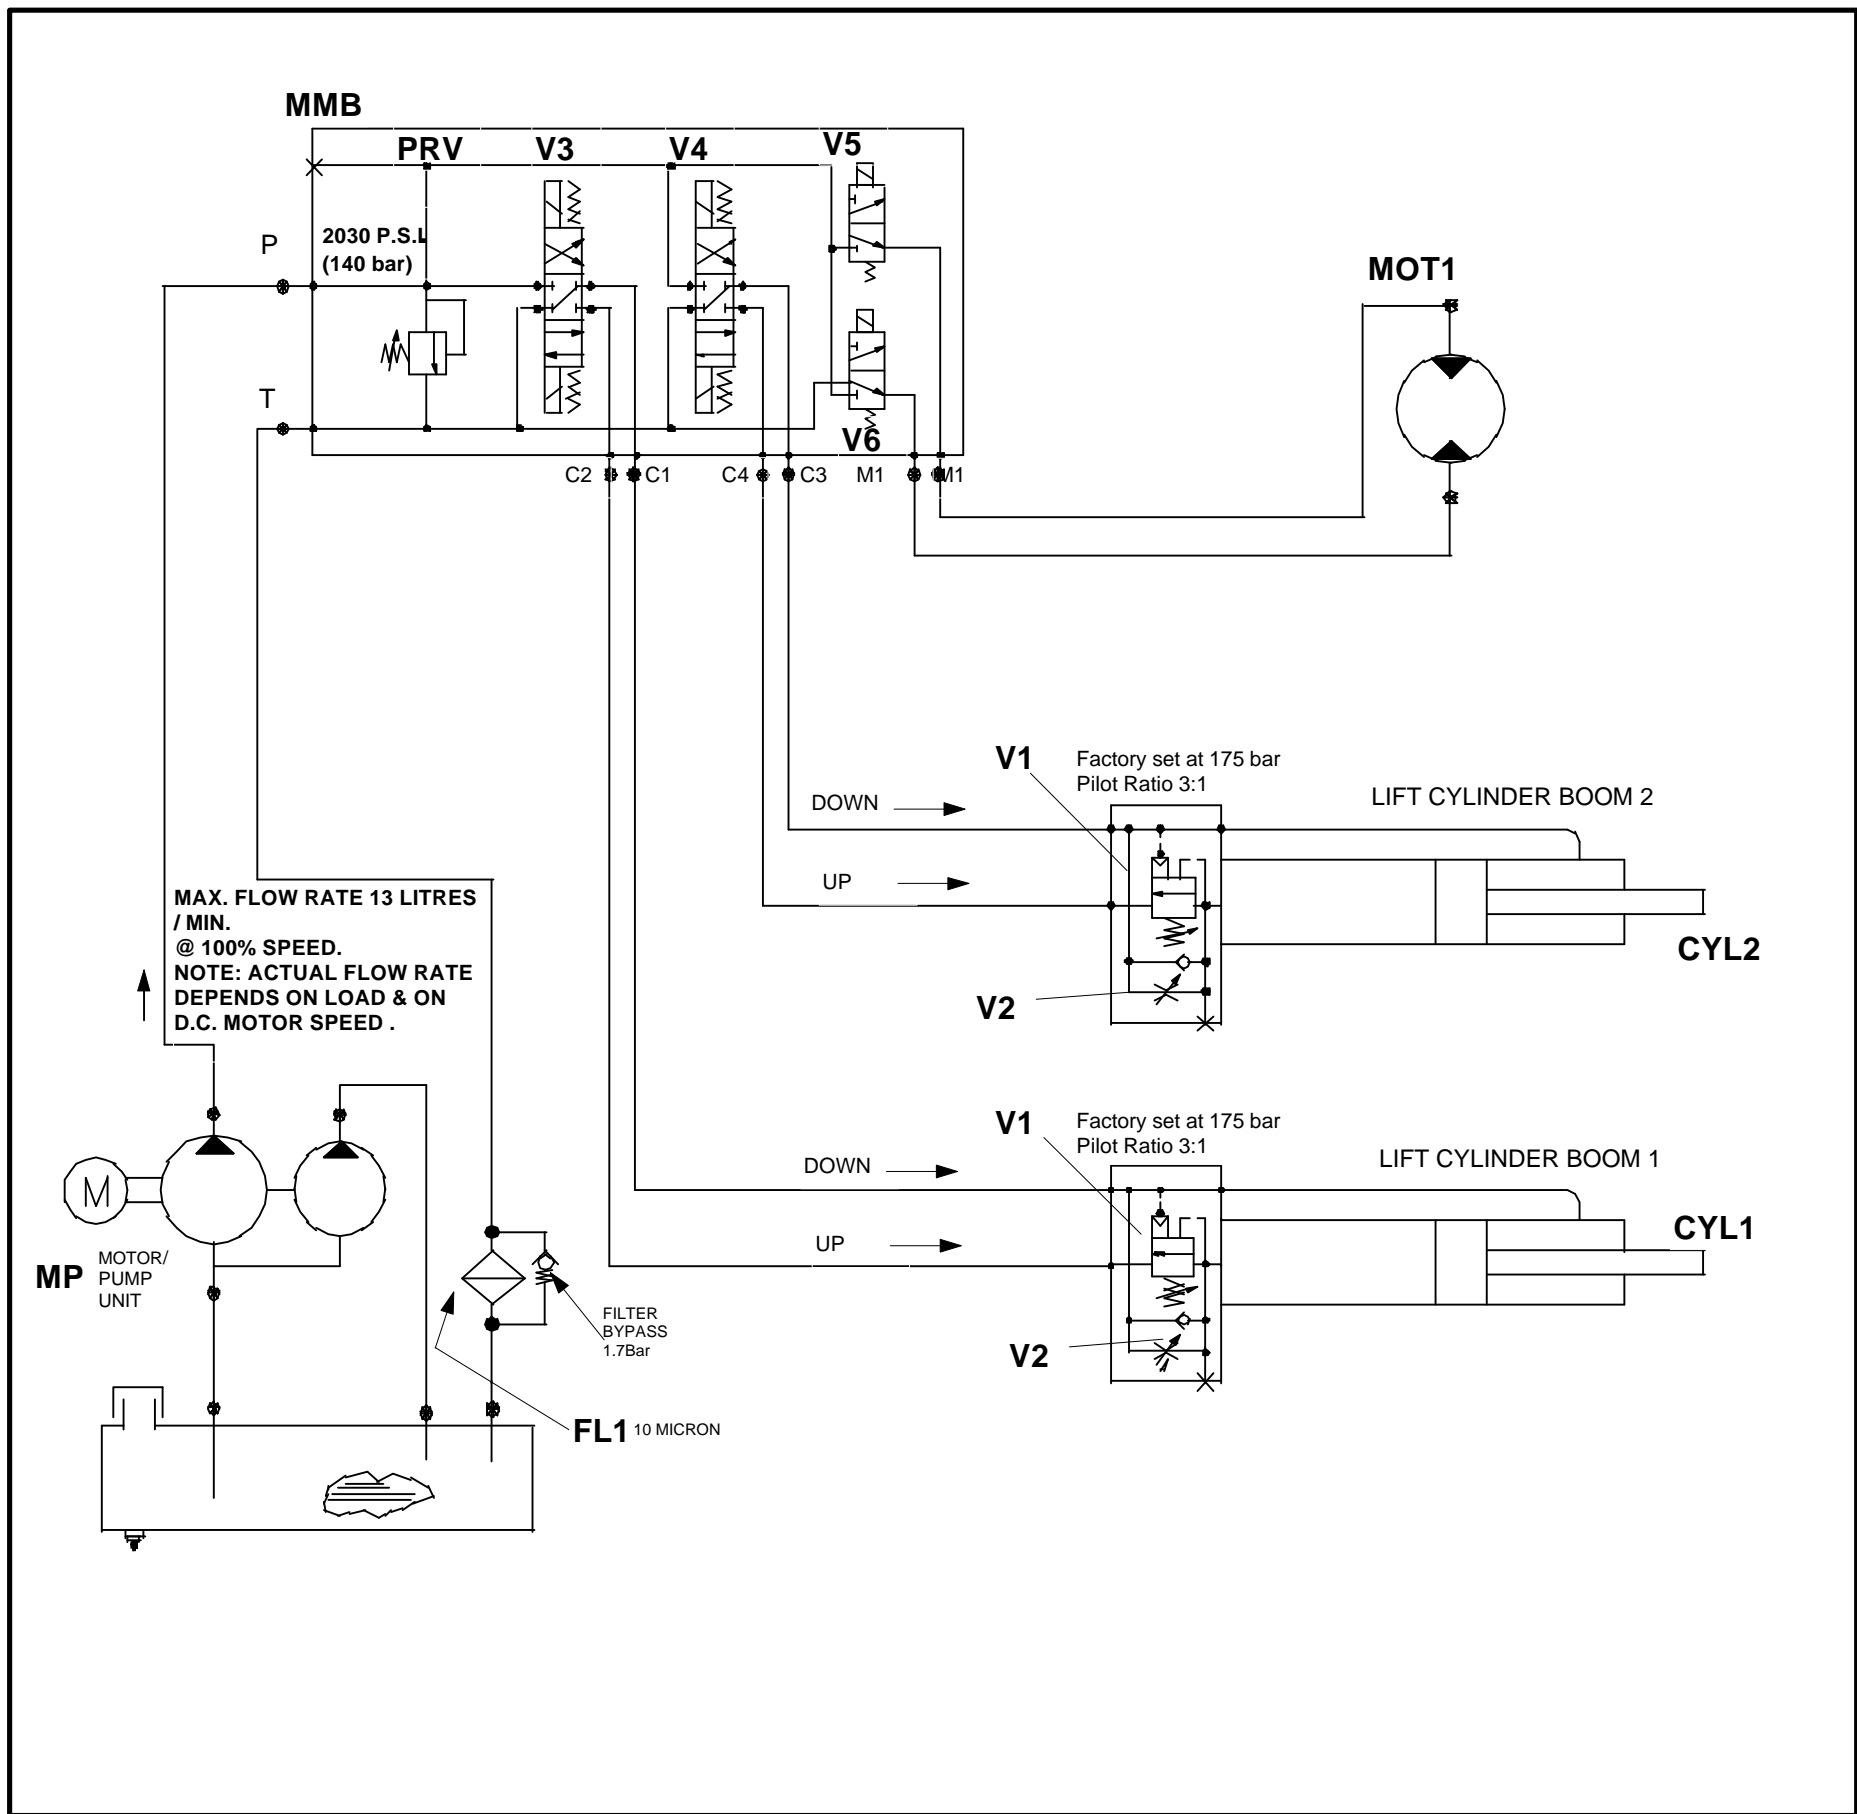 MMB
PRV
V3
V4
V5
P
2030 P.S.I.
(140 bar)
MOT1
T
V6
C2
C1
C4
C3
M1
M1
V1
Factory set at 175 bar
Pilot Ratio 3:1
DOWN
LIFT CYLINDER BOOM 2
UP
MAX. FLOW RATE 13 LITRES
/ MIN.
@ 100% SPEED.
NOTE: ACTUAL FLOW RATE
DEPENDS ON LOAD & ON
D.C. MOTOR SPEED .
CYL2
V2
V1
Factory set at 175 bar
Pilot Ratio 3:1
DOWN
LIFT CYLINDER BOOM 1
M
CYL1
UP
MP
MOTOR/
PUMP
UNIT
FILTER
BYPASS
1.7Bar
V2
FL1 10 MICRON